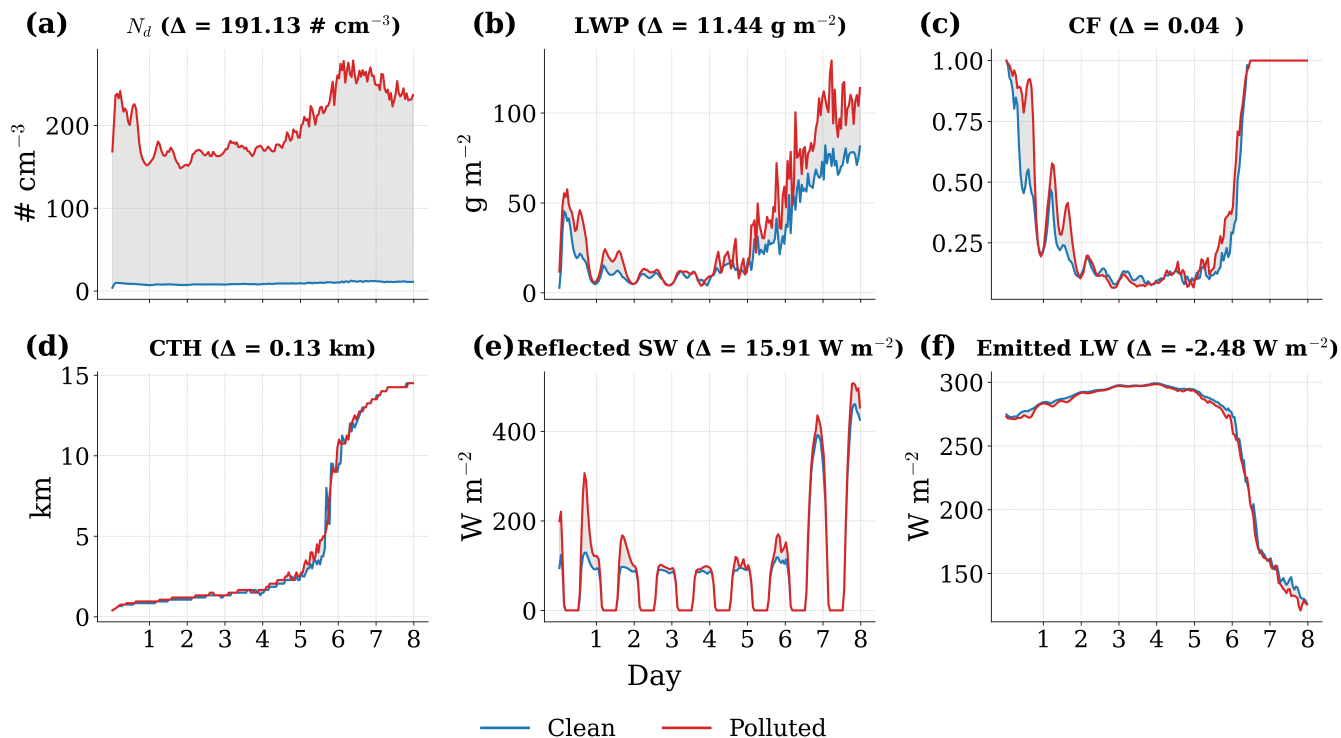 (a) N_d (Δ = 191.13 # cm⁻³)
(b) LWP (Δ = 11.44 g m⁻²)
(c) CF (Δ = 0.04 )
# cm⁻³
200
100
0
g m⁻²
100
50
0
1.00
0.75
0.50
0.25
(d) CTH (Δ = 0.13 km)
(e) Reflected SW (Δ = 15.91 W m⁻²)
(f) Emitted LW (Δ = -2.48 W m⁻²)
km
15
10
5
0
1 2 3 4 5 6 7 8
W m⁻²
400
200
0
1 2 3 4 5 6 7 8
W m⁻²
300
250
200
150
1 2 3 4 5 6 7 8
Day
Clean Polluted